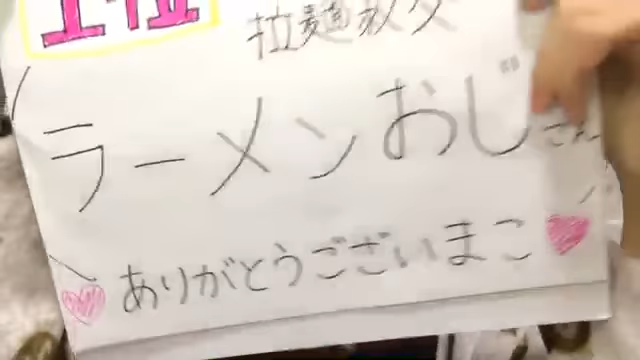 1位
拉麺叔父
(ラーメンおじさん)
ありがとうございまこ